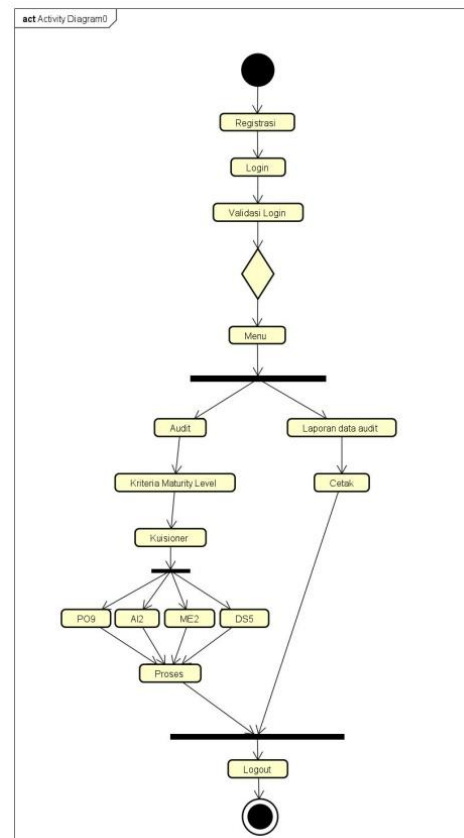 act Activity Diagram0
Registrasi
Login
Validasi Login
Menu
Audit
Laporan data audit
Kriteria Maturity Level
Cetak
Kuisioner
PO9
AI2
ME2
DS5
Proses
Logout